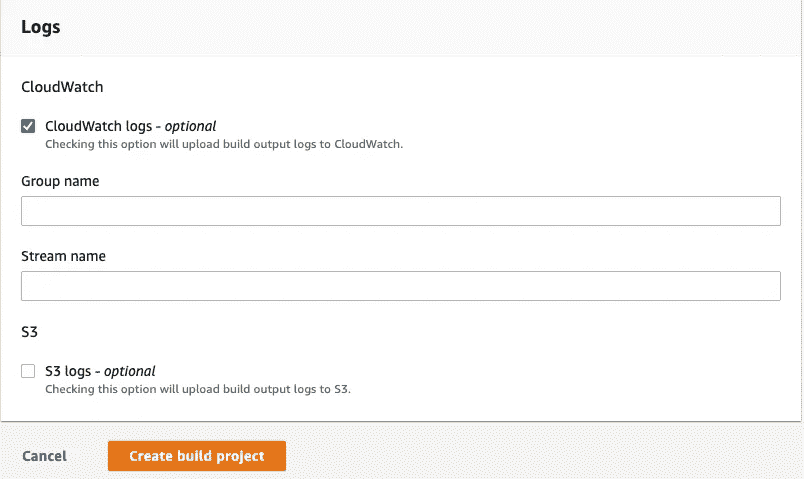 Logs
CloudWatch
CloudWatch logs - optional
Checking this option will upload build output logs to CloudWatch.
Group name
Stream name
S3
S3 logs - optional
Checking this option will upload build output logs to S3.
Cancel
Create build project